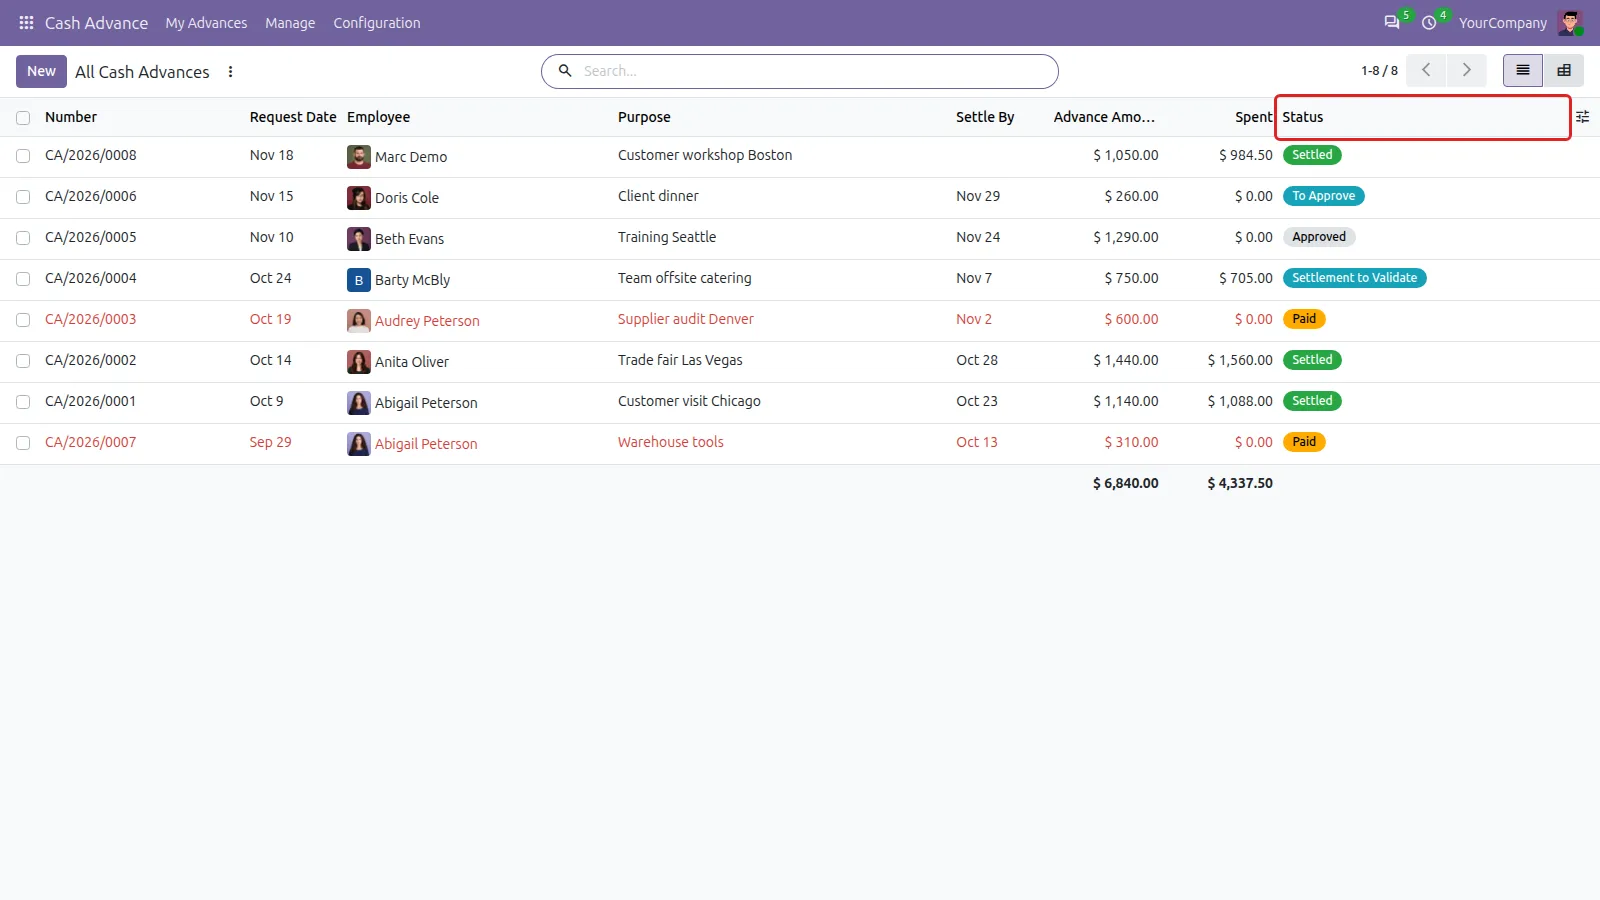 Cash Advance My Advances Manage Configuration 5 4 YourCompany
New All Cash Advances Search... 1-8 / 8
Number Request Date Employee Purpose Settle By Advance Amo... Spent Status
CA/2026/0008 Nov 18 Marc Demo Customer workshop Boston $ 1,050.00 $ 984.50 Settled
CA/2026/0006 Nov 15 Doris Cole Client dinner Nov 29 $ 260.00 $ 0.00 To Approve
CA/2026/0005 Nov 10 Beth Evans Training Seattle Nov 24 $ 1,290.00 $ 0.00 Approved
CA/2026/0004 Oct 24 B Barty McBly Team offsite catering Nov 7 $ 750.00 $ 705.00 Settlement to Validate
CA/2026/0003 Oct 19 Audrey Peterson Supplier audit Denver Nov 2 $ 600.00 $ 0.00 Paid
CA/2026/0002 Oct 14 Anita Oliver Trade fair Las Vegas Oct 28 $ 1,440.00 $ 1,560.00 Settled
CA/2026/0001 Oct 9 Abigail Peterson Customer visit Chicago Oct 23 $ 1,140.00 $ 1,088.00 Settled
CA/2026/0007 Sep 29 Abigail Peterson Warehouse tools Oct 13 $ 310.00 $ 0.00 Paid
$ 6,840.00 $ 4,337.50